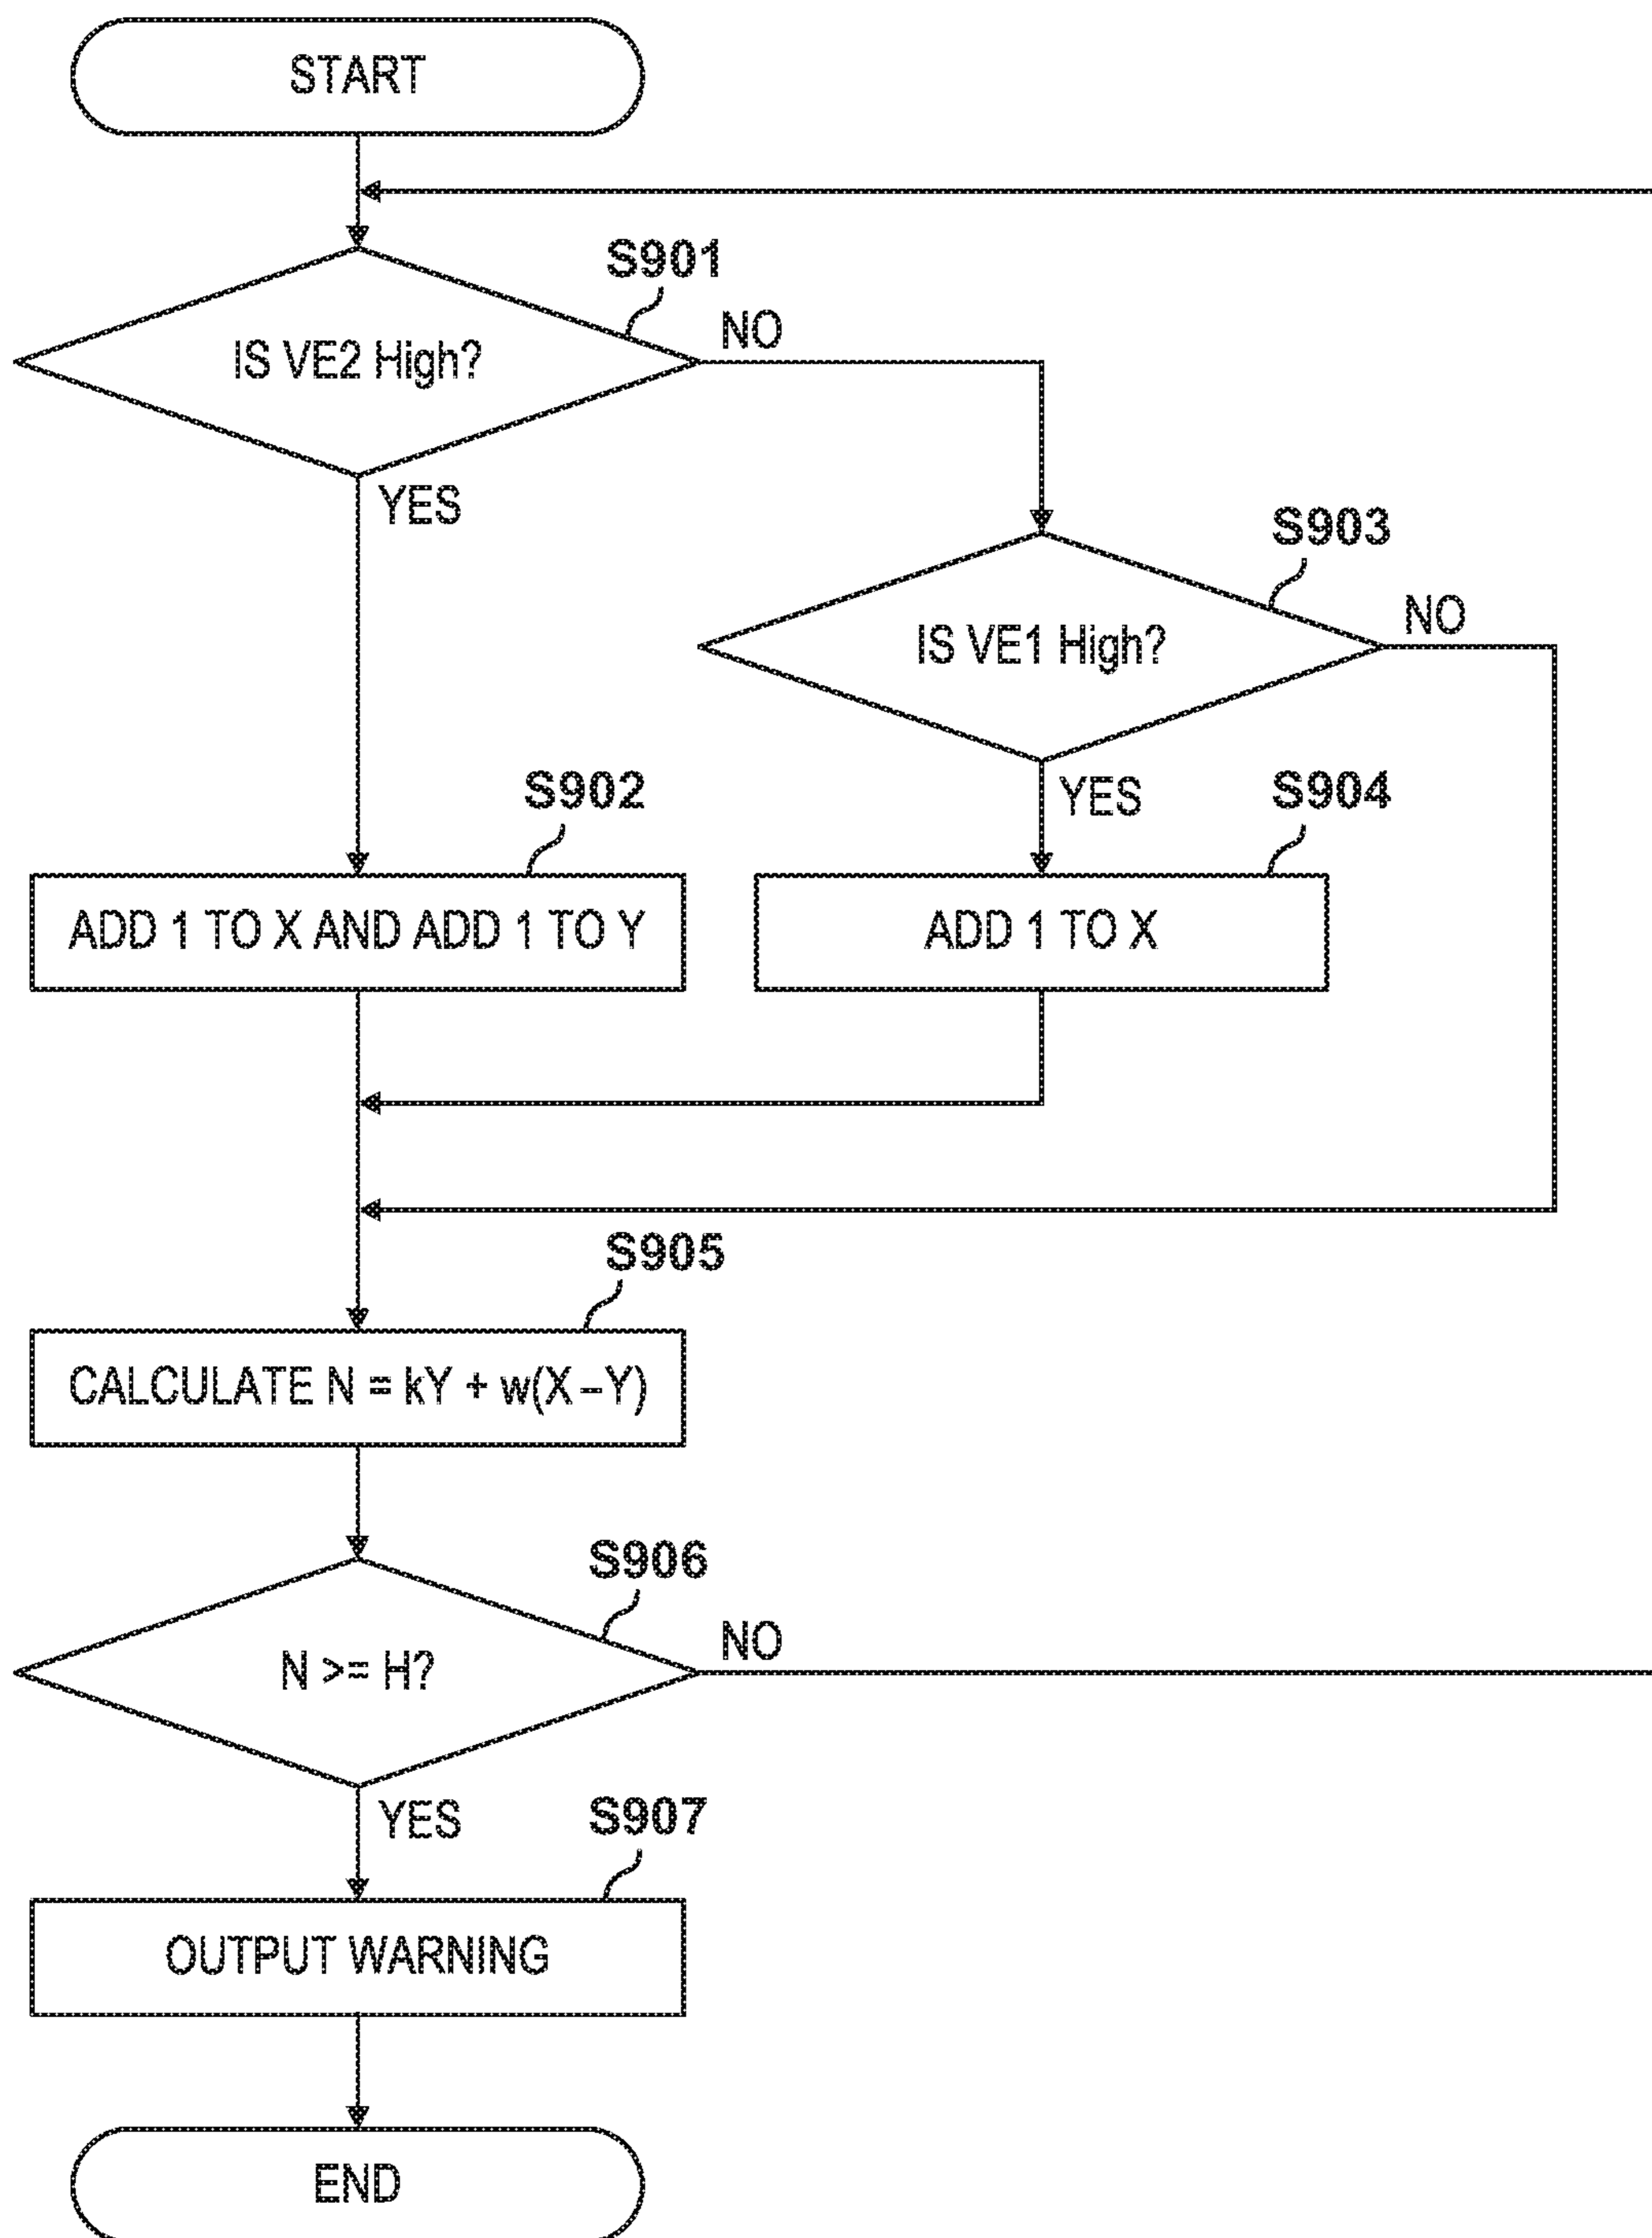 START
S901
IS VE2 High?
NO
YES
S903
IS VE1 High?
NO
YES
S902
S904
ADD 1 TO X AND ADD 1 TO Y
ADD 1 TO X
S905
CALCULATE N = kY + w(X–Y)
S906
N >= H?
NO
YES
S907
OUTPUT WARNING
END